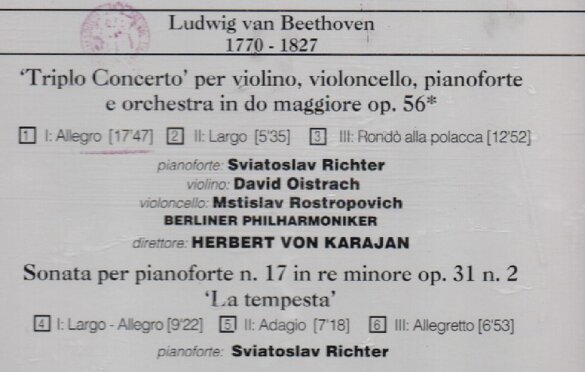 Ludwig van Beethoven
1770 - 1827
'Triplo Concerto' per violino, violoncello, pianoforte
e orchestra in do maggiore op. 56*
1 I: Allegro [17'47] 2 II: Largo [5'35] 3 III: Rondò alla polacca [12'52]
pianoforte: Sviatoslav Richter
violino: David Oistrach
violoncello: Mstislav Rostropovich
BERLINER PHILHARMONIKER
direttore: HERBERT VON KARAJAN
Sonata per pianoforte n. 17 in re minore op. 31 n. 2
'La tempesta'
4 I: Largo - Allegro [9'22] 5 II: Adagio [7'18] 6 III: Allegretto [6'53]
pianoforte: Sviatoslav Richter